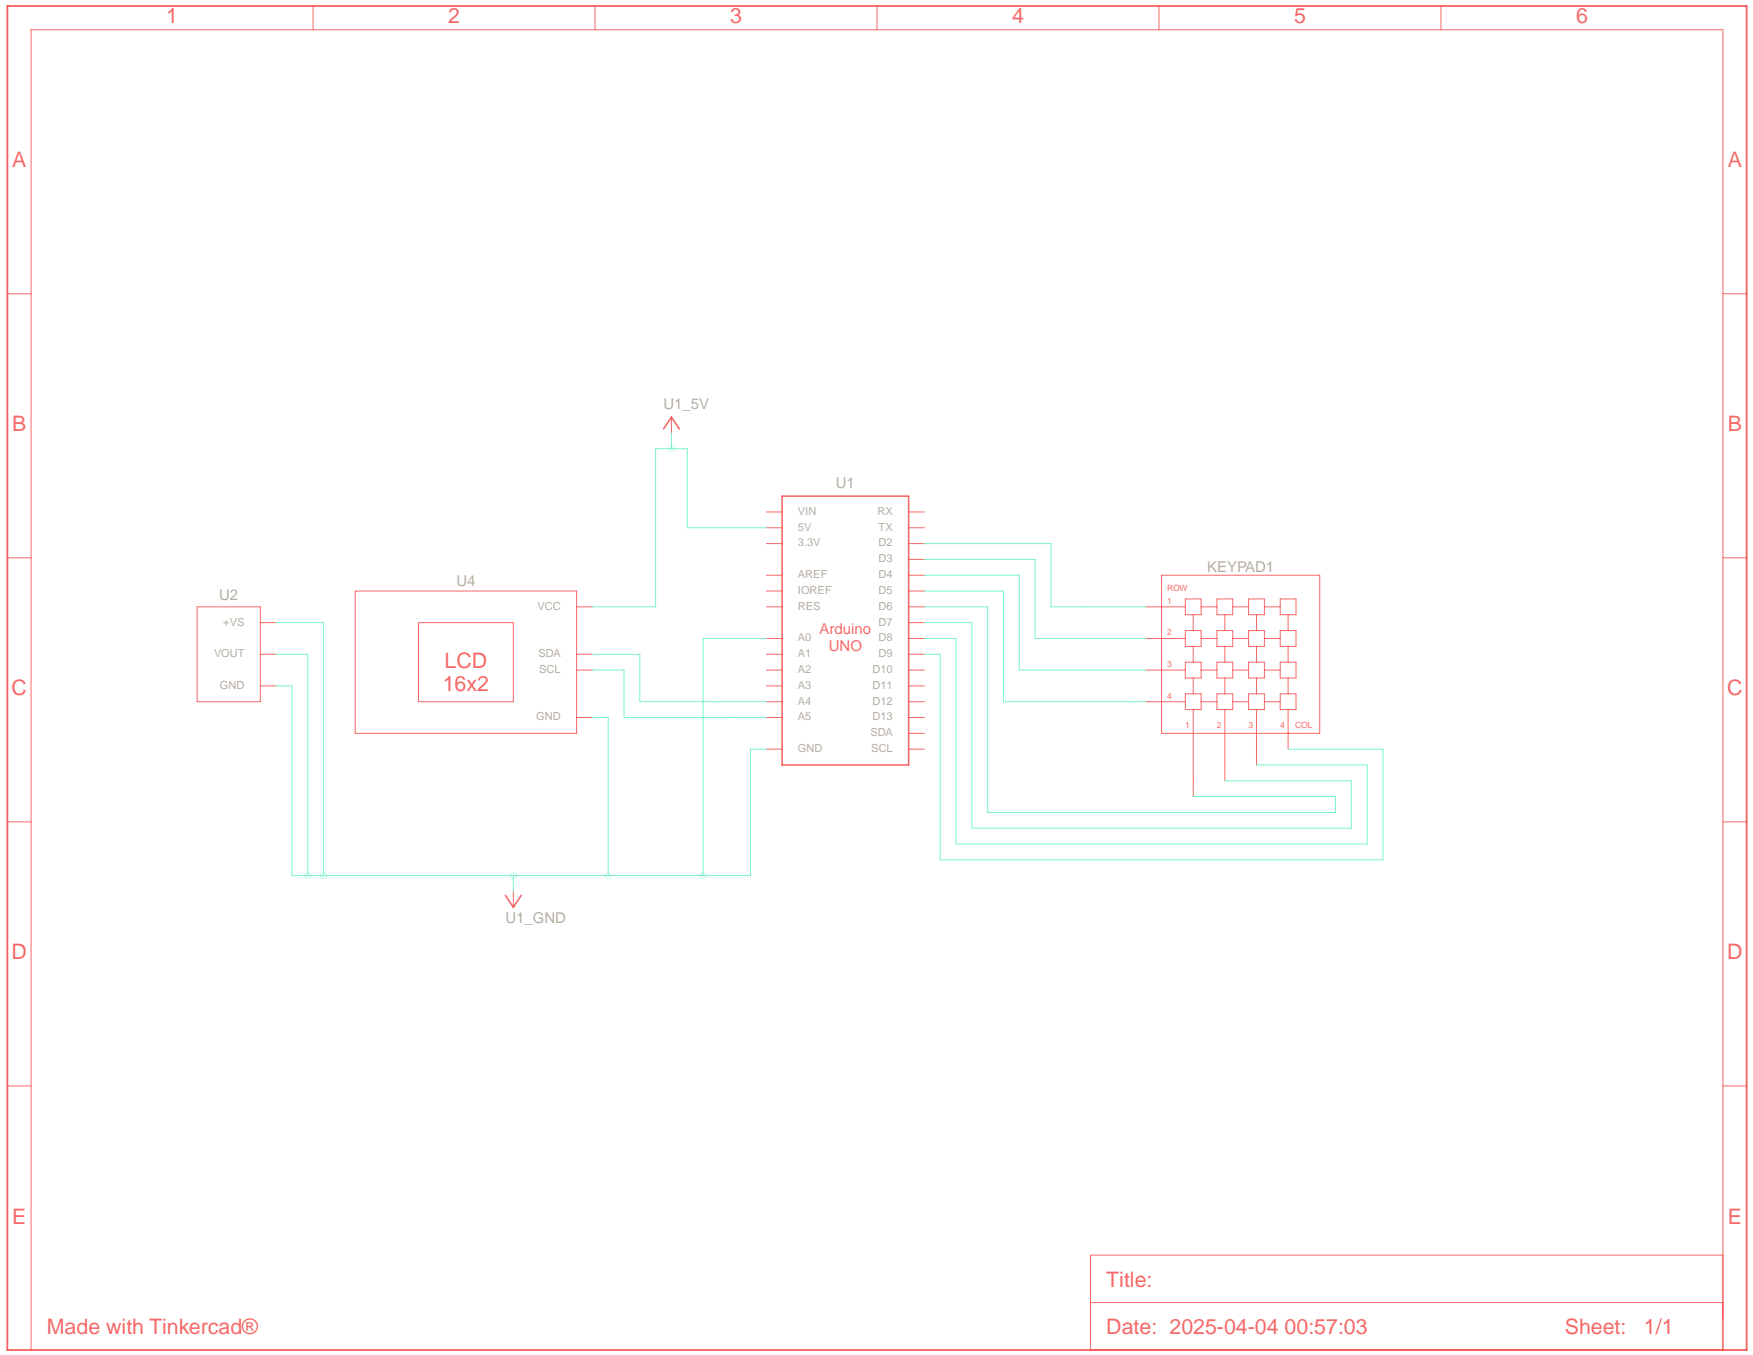 1 2 3 4 5 6
A A
B B
C C
D D
E E
U1_5V
U1
VIN RX
5V TX
3.3V D2
D3
AREF D4
IOREF D5
RES D6
D7
A0 D8
A1 D9
A2 D10
A3 D11
A4 D12
A5 D13
SDA
GND SCL
Arduino
UNO
U2
+VS
VOUT
GND
U4
VCC
SDA
SCL
GND
LCD
16x2
KEYPAD1
ROW
1
2
3
4
1 2 3 4 COL
U1_GND
Title:
Date: 2025-04-04 00:57:03 Sheet: 1/1
Made with Tinkercad®